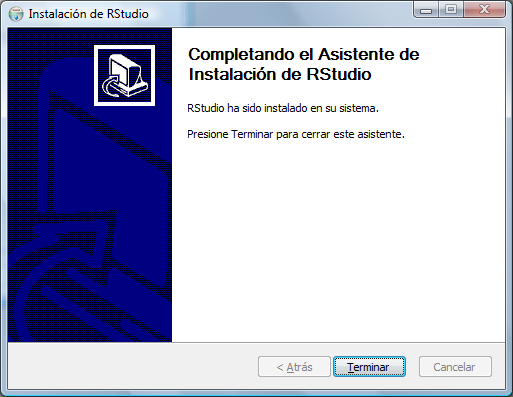 Instalación de RStudio
Completando el Asistente de
Instalación de RStudio
RStudio ha sido instalado en su sistema.
Presione Terminar para cerrar este asistente.
< Atrás
Terminar
Cancelar